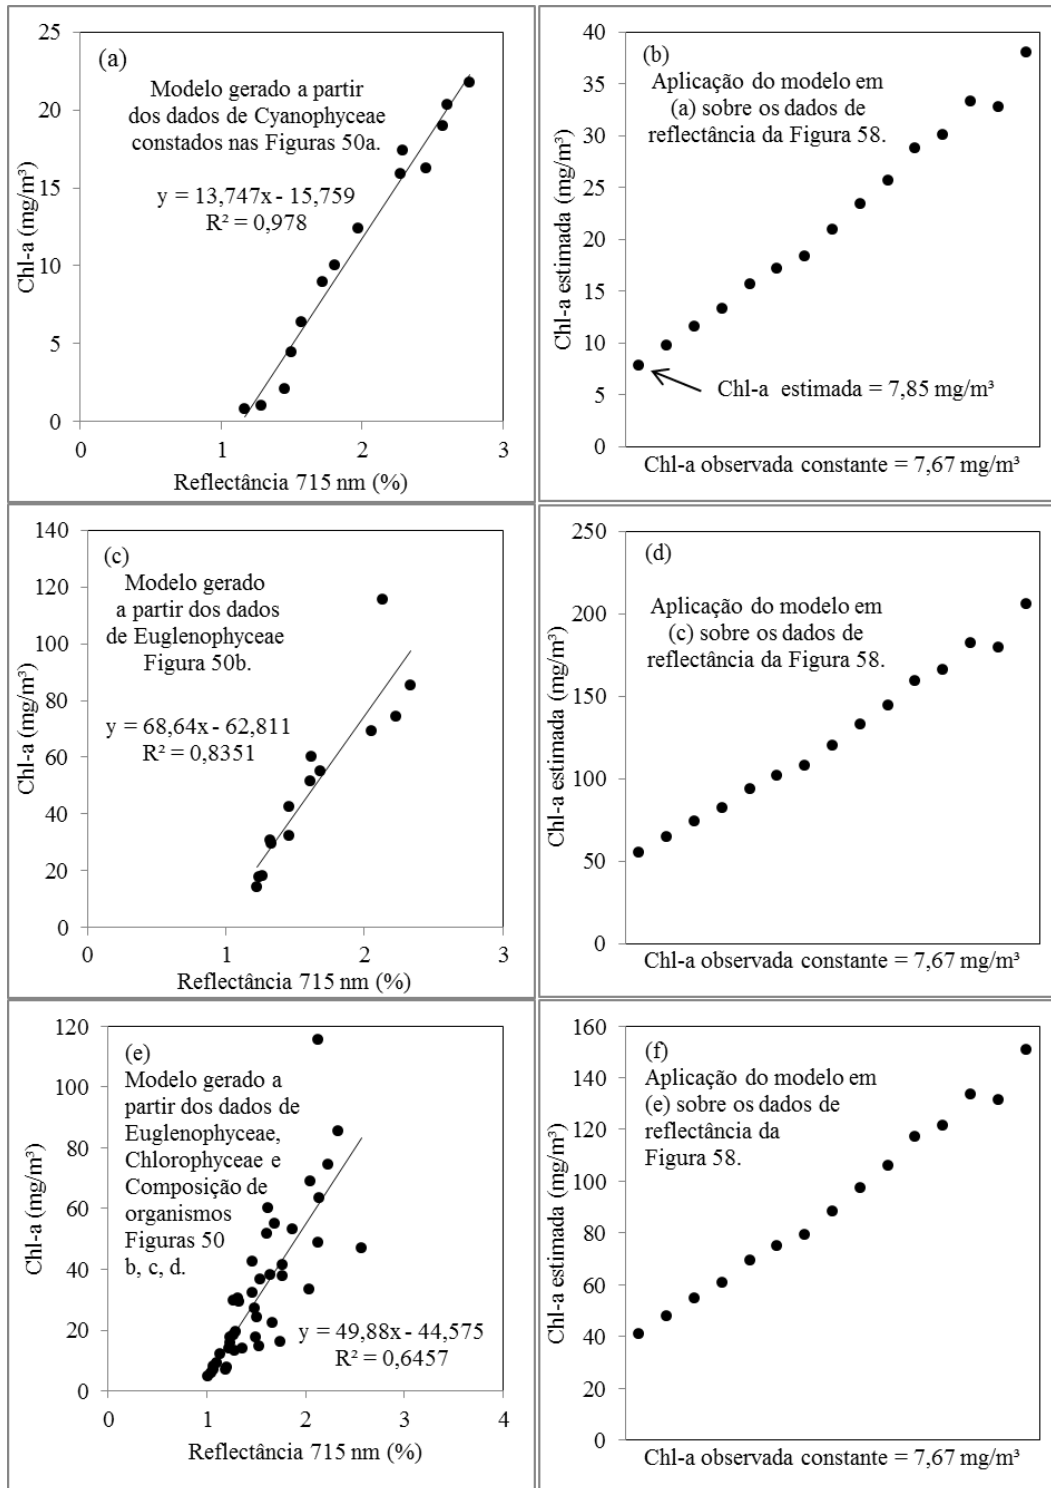 (a)
Modelo gerado a partir
dos dados de Cyanophyceae
constados nas Figuras 50a.
y = 13,747x - 15,759
R² = 0,978
Chl-a (mg/m³)
25
20
15
10
5
0
0 1 2 3
Reflectância 715 nm (%)
(b)
Aplicação do modelo em
(a) sobre os dados de
reflectância da Figura 58.
Chl-a estimada (mg/m³)
40
35
30
25
20
15
10
5
0
Chl-a estimada = 7,85 mg/m³
Chl-a observada constante = 7,67 mg/m³
(c)
Modelo gerado
a partir dos dados
de Euglenophyceae
Figura 50b.
y = 68,64x - 62,811
R² = 0,8351
Chl-a (mg/m³)
140
120
100
80
60
40
20
0
0 1 2 3
Reflectância 715 nm (%)
(d)
Aplicação do modelo em
(c) sobre os dados de
reflectância da Figura 58.
Chl-a estimada (mg/m³)
250
200
150
100
50
0
Chl-a observada constante = 7,67 mg/m³
(e)
Modelo gerado a
partir dos dados de
Euglenophyceae,
Chlorophyceae e
Composição de
organismos
Figuras 50
b, c, d.
y = 49,88x - 44,575
R² = 0,6457
Chl-a (mg/m³)
120
100
80
60
40
20
0
0 1 2 3 4
Reflectância 715 nm (%)
(f)
Aplicação do modelo em
(e) sobre os dados de
reflectância da
Figura 58.
Chl-a estimada (mg/m³)
160
140
120
100
80
60
40
20
0
Chl-a observada constante = 7,67 mg/m³